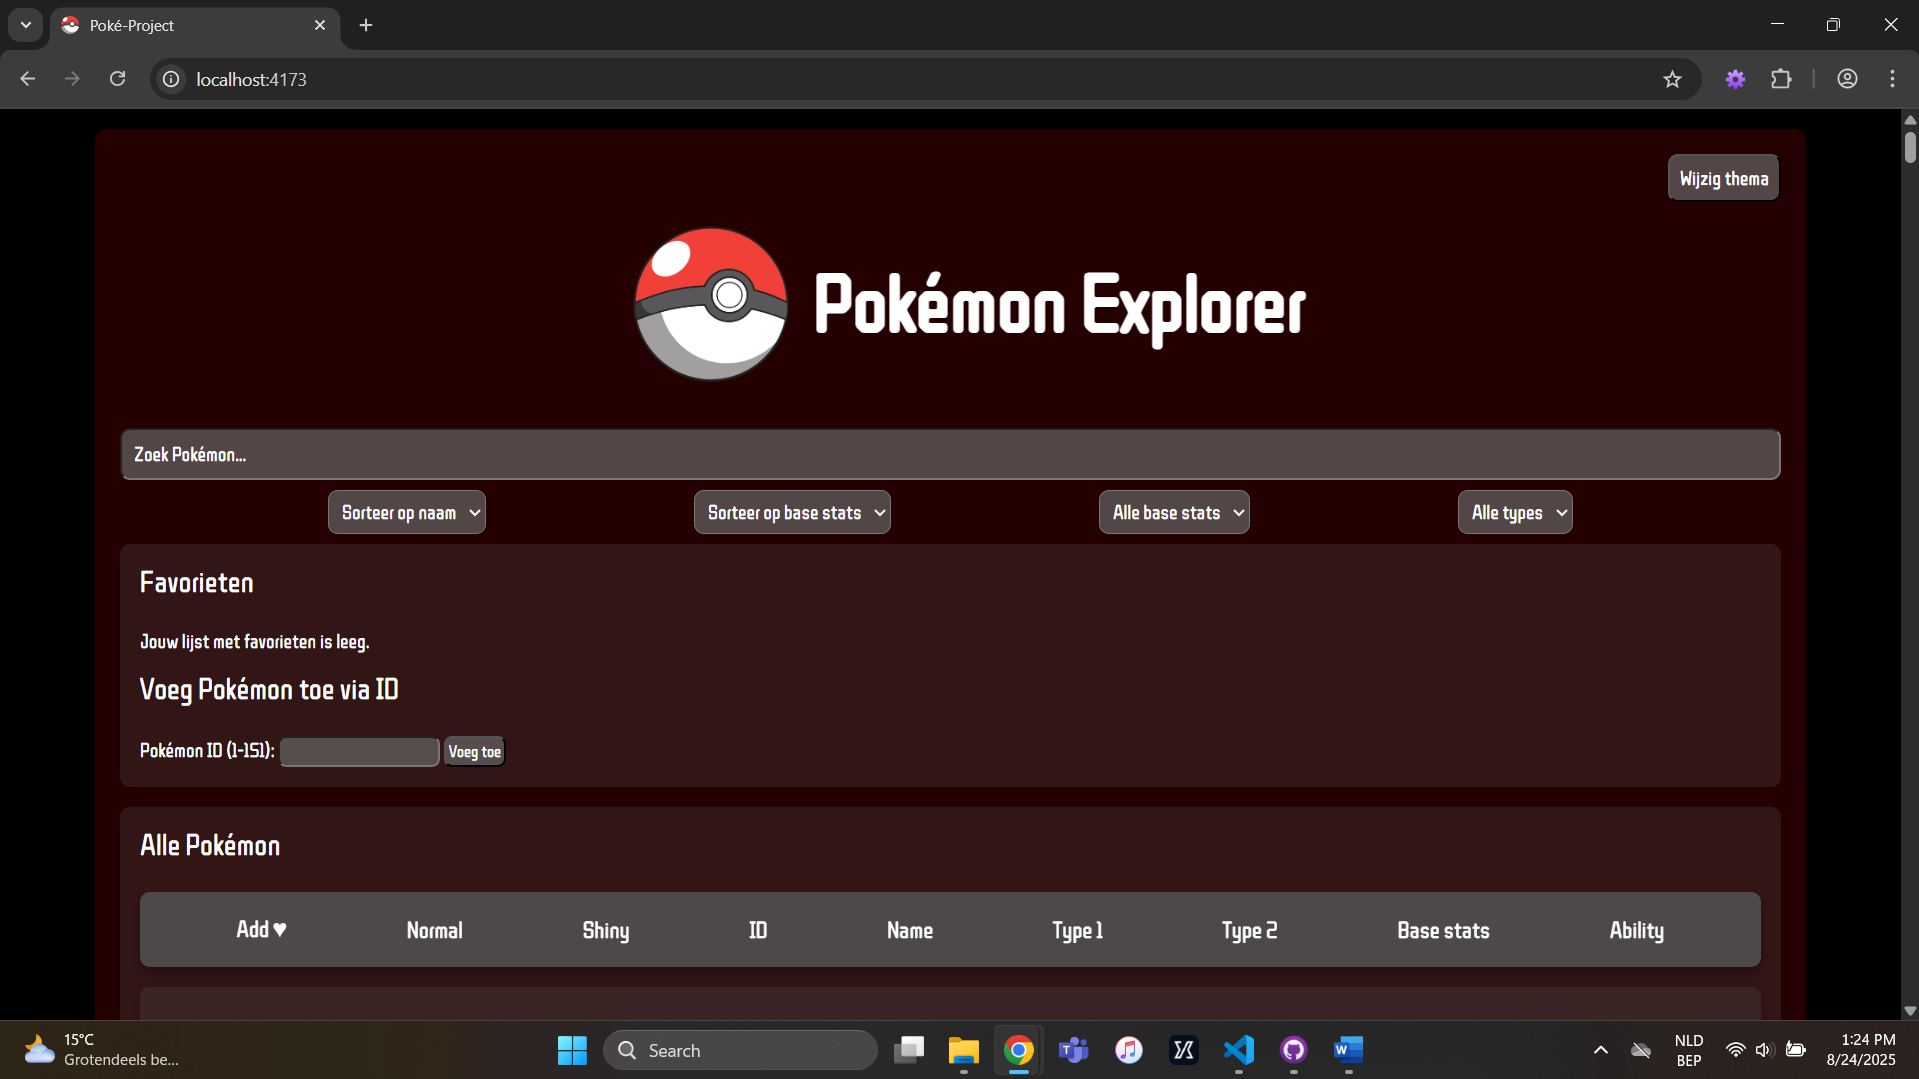 Poké-Project
localhost:4173
Wijzig thema
Pokémon Explorer
Zoek Pokémon...
Sorteer op naam
Sorteer op base stats
Alle base stats
Alle types
Favorieten
Jouw lijst met favorieten is leeg.
Voeg Pokémon toe via ID
Pokémon ID (1-151):
Voeg toe
Alle Pokémon
Add ♥ Normal Shiny ID Name Type 1 Type 2 Base stats Ability
15°C
Grotendeels be...
Search
NLD
BEP
1:24 PM
8/24/2025